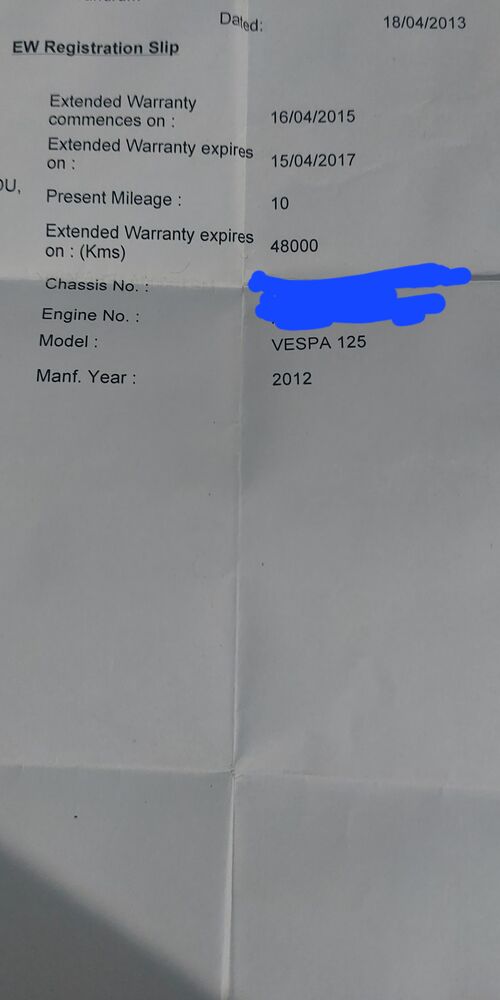 Dated: 18/04/2013
EW Registration Slip
Extended Warranty
commences on : 16/04/2015
Extended Warranty expires
on : 15/04/2017
OU,
Present Mileage : 10
Extended Warranty expires
on : (Kms) 48000
Chassis No. :
Engine No. :
Model : VESPA 125
Manf. Year : 2012